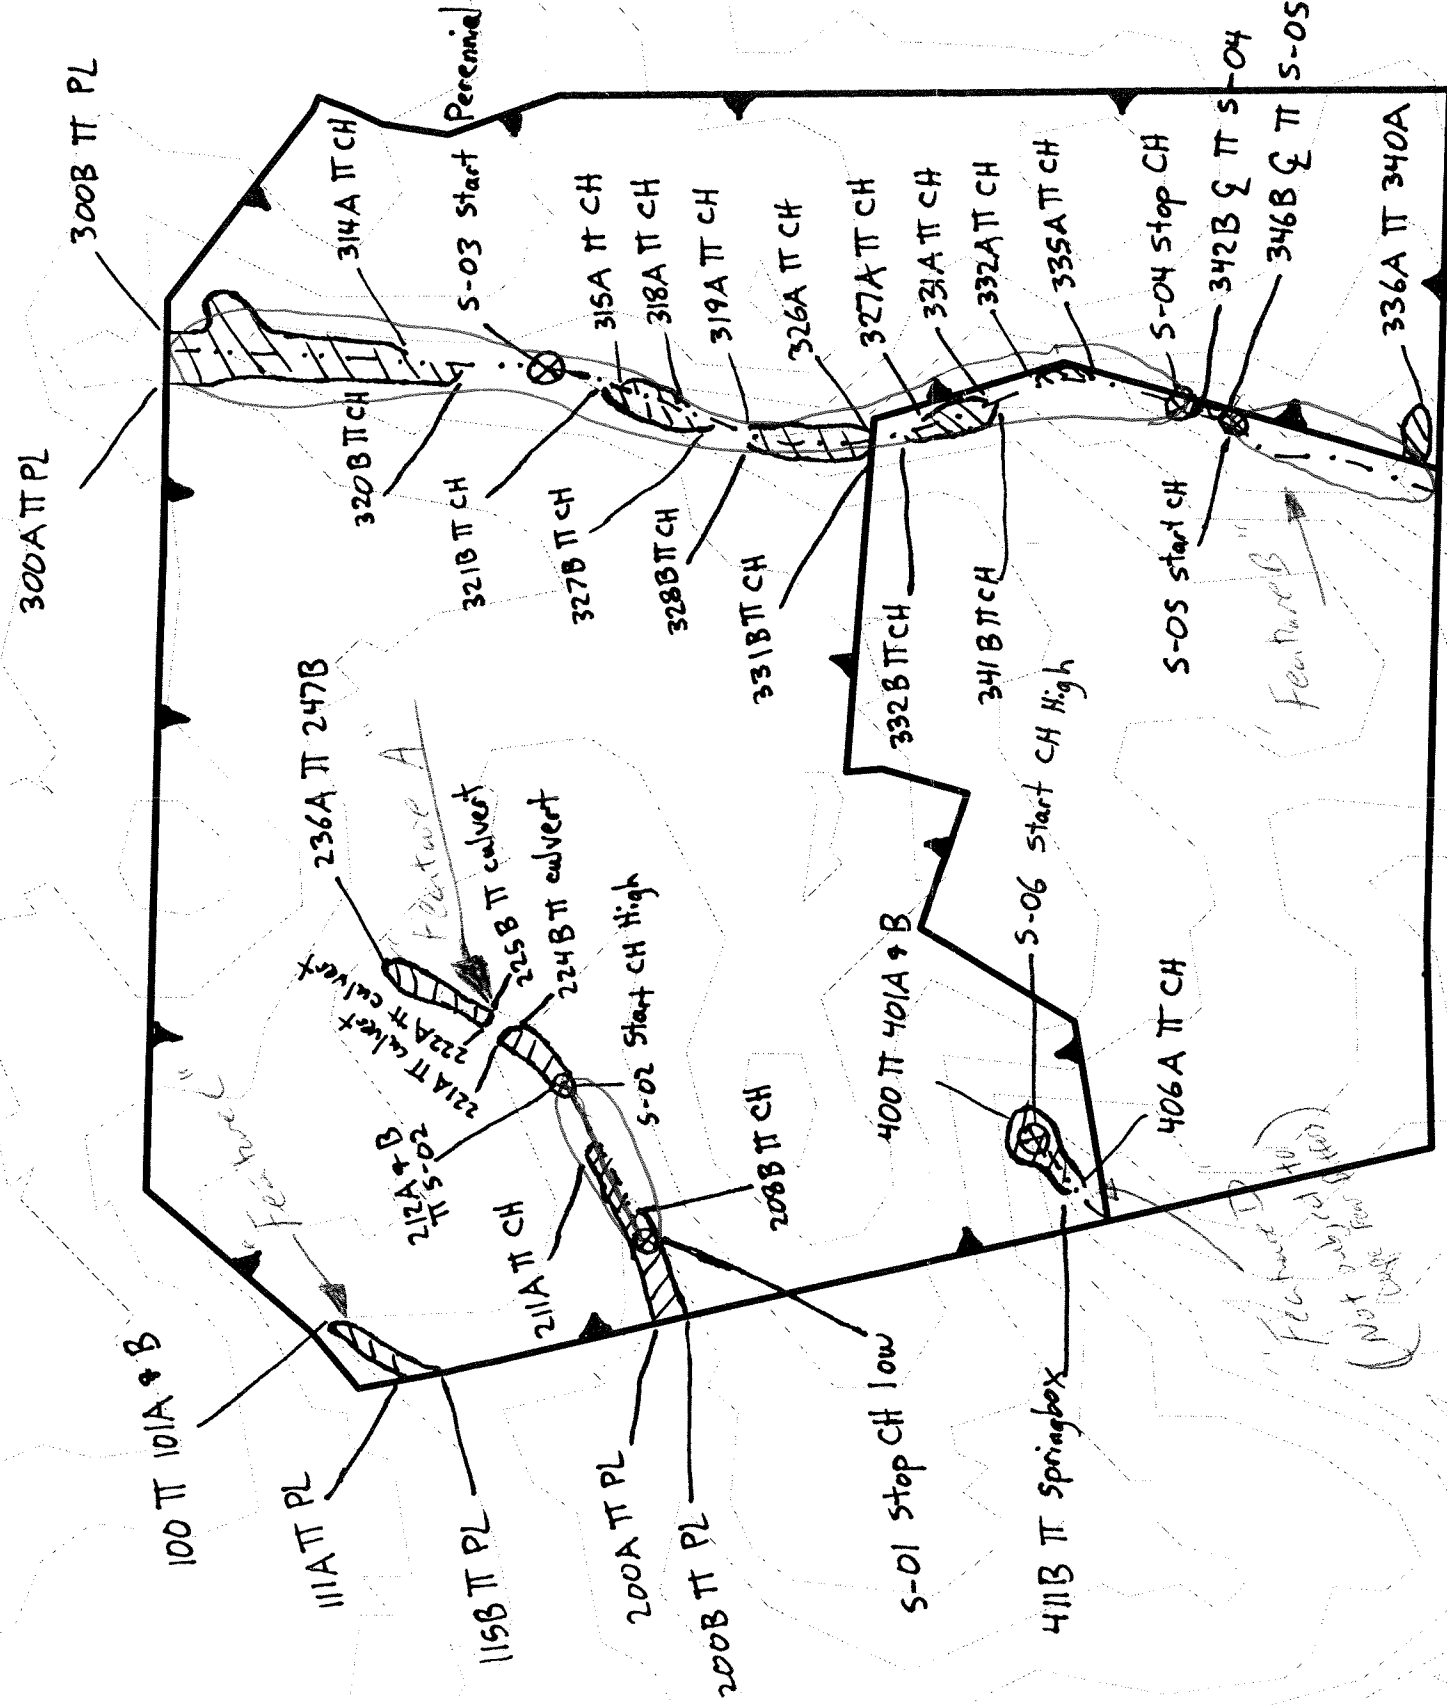 300A π PL
300B π PL
314A π CH
S-03 Start Perennial
320B π CH
321B π CH
315A π CH
318A π CH
327B π CH
319A π CH
328B π CH
326A π CH
331B π CH
327A π CH
332B π CH
331A π CH
332A π CH
341B π CH
335A π CH
S-04 Stop CH
342B ℄ π S-04
346B ℄ π S-05
S-05 Start CH
"Feature B"
336A π 340A
236A π 247B
"Feature A"
225B π culvert
224B π culvert
222A π culvert
221A π culvert
S-02 Start CH High
212A & B
π S-02
211A π CH
208B π CH
"Feature C"
100 π 101A & B
111A π PL
115B π PL
200A π PL
200B π PL
S-01 Stop CH low
400 π 401A & B
S-06 Start CH High
406A π CH
411B π Springbox
Feature D
(Not subject to